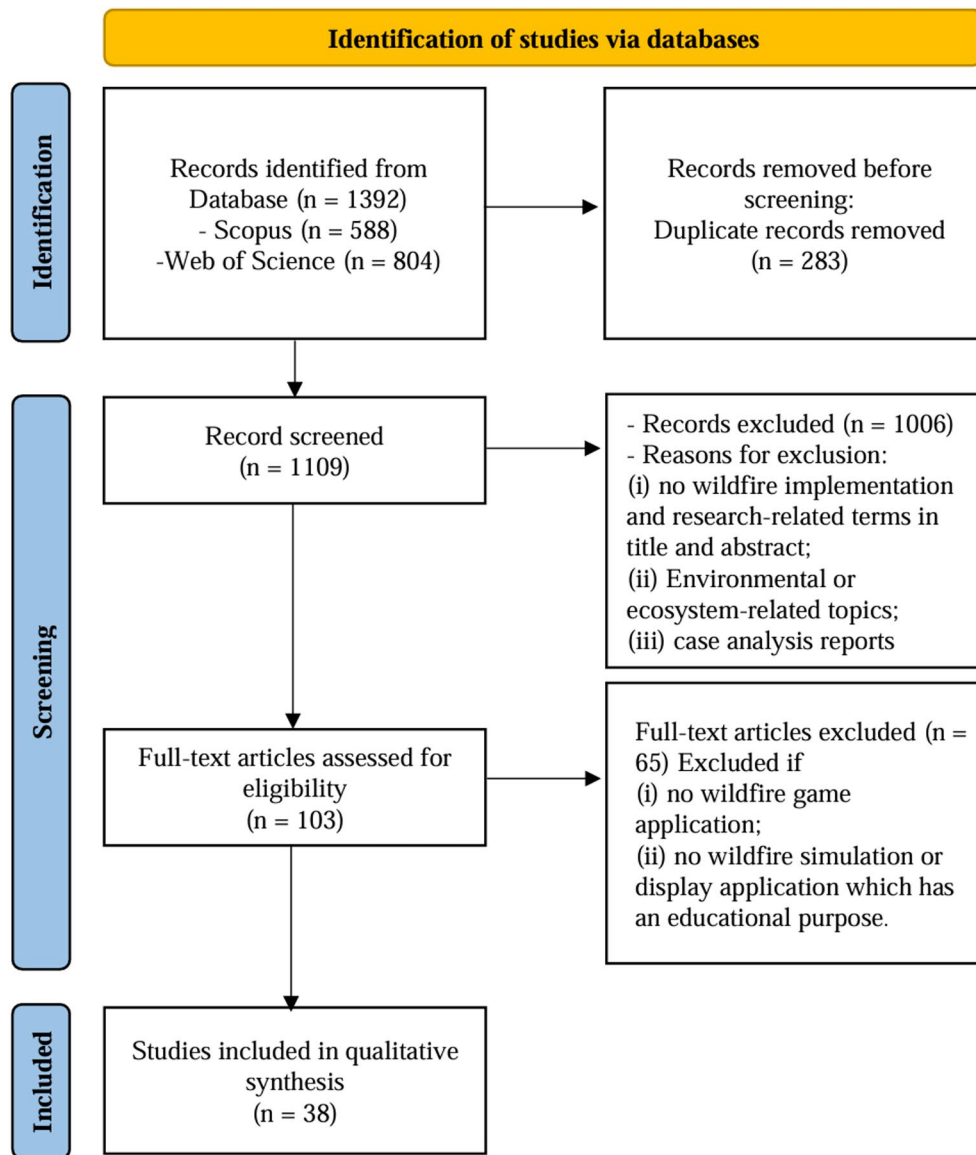 Identification of studies via databases
Identification
Records identified from
Database (n = 1392)
- Scopus (n = 588)
-Web of Science (n = 804)
Records removed before
screening:
Duplicate records removed
(n = 283)
Screening
Record screened
(n = 1109)
- Records excluded (n = 1006)
- Reasons for exclusion:
(i) no wildfire implementation
and research-related terms in
title and abstract;
(ii) Environmental or
ecosystem-related topics;
(iii) case analysis reports
Full-text articles assessed for
eligibility
(n = 103)
Full-text articles excluded (n =
65) Excluded if
(i) no wildfire game
application;
(ii) no wildfire simulation or
display application which has
an educational purpose.
Included
Studies included in qualitative
synthesis
(n = 38)